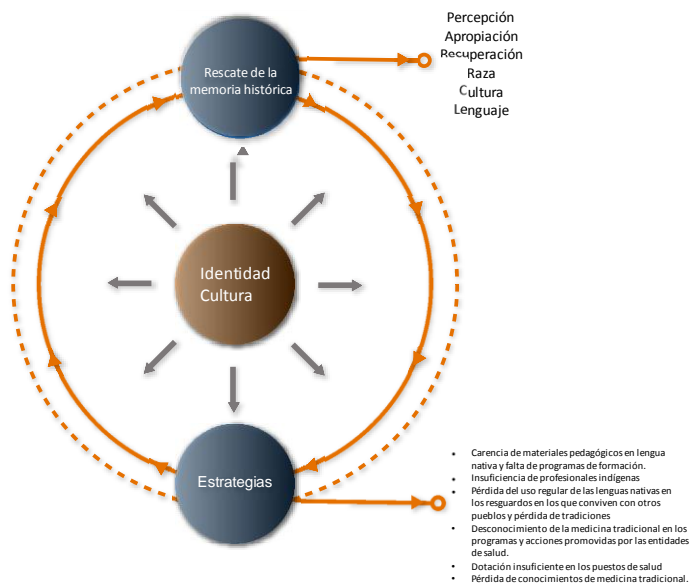 Percepción
Apropiación
Recuperación
Raza
Cultura
Lenguaje
Rescate de la
memoria histórica
Identidad
Cultura
Estrategias
• Carencia de materiales pedagógicos en lengua
nativa y falta de programas de formación.
• Insuficiencia de profesionales indígenas
• Pérdida del uso regular de las lenguas nativas en
los resguardos en los que conviven con otros
pueblos y pérdida de tradiciones
• Desconocimiento de la medicina tradicional en los
programas y acciones promovidas por las entidades
de salud.
• Dotación insuficiente en los puestos de salud
• Pérdida de conocimientos de medicina tradicional.